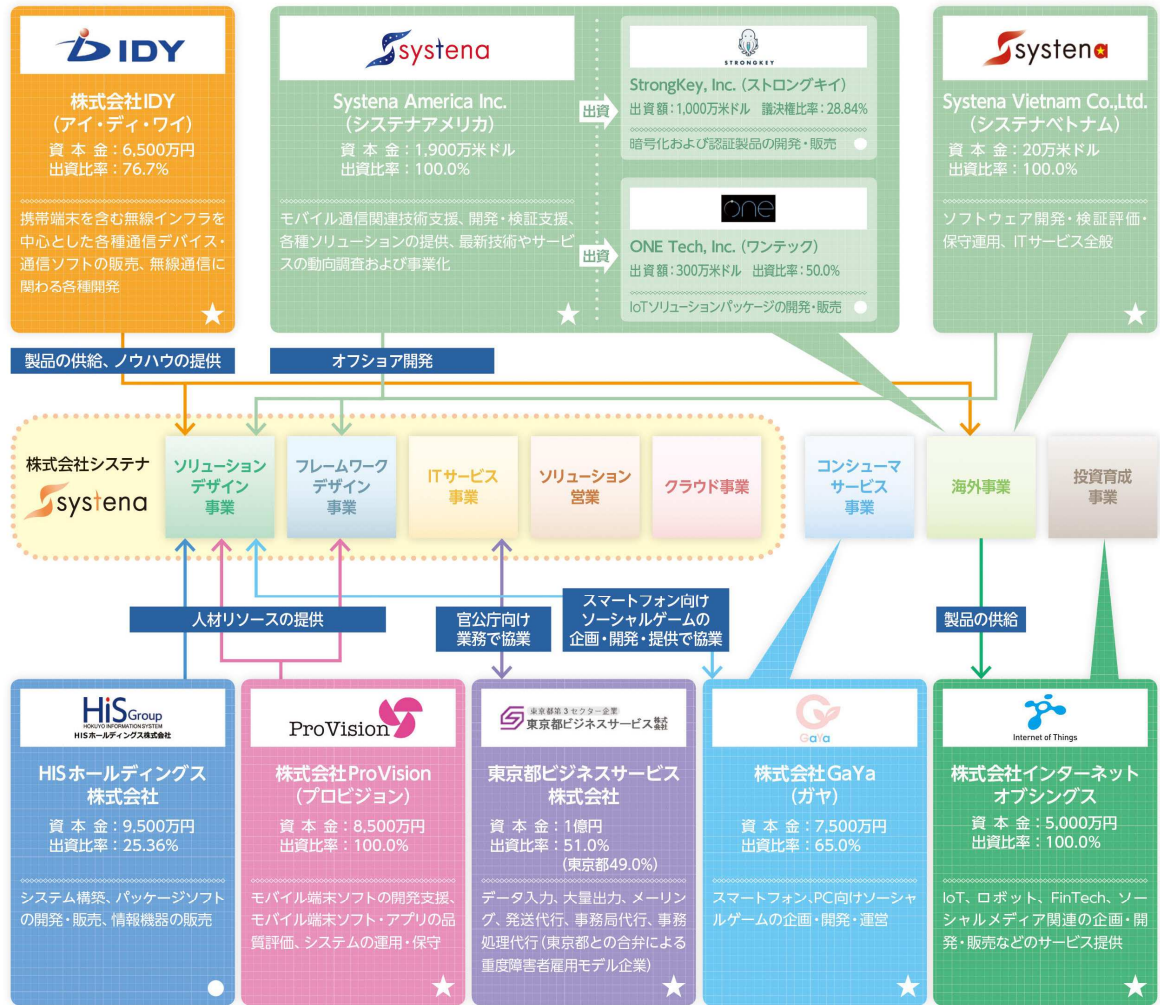 IDY
株式会社IDY
(アイ・ディ・ワイ)
資本金：6,500万円
出資比率：76.7%
携帯端末を含む無線インフラを
中心とした各種通信デバイス・
通信ソフトの販売、無線通信に
関わる各種開発
★
systena
Systena America Inc.
(システナアメリカ)
資本金：1,900万米ドル
出資比率：100.0%
モバイル通信関連技術支援、開発・検証支援、
各種ソリューションの提供、最新技術やサービ
スの動向調査および事業化
★
出資
STRONGKEY
StrongKey, Inc. (ストロングキイ)
出資額：1,000万米ドル 議決権比率：28.84%
暗号化および認証製品の開発・販売 ●
出資
one
ONE Tech, Inc. (ワンテック)
出資額：300万米ドル 出資比率：50.0%
IoTソリューションパッケージの開発・販売 ●
systena
Systena Vietnam Co.,Ltd.
(システナベトナム)
資本金：20万米ドル
出資比率：100.0%
ソフトウェア開発・検証評価・
保守運用、ITサービス全般
★
製品の供給、ノウハウの提供
オフショア開発
株式会社システナ
systena
ソリューション
デザイン
事業
フレームワーク
デザイン
事業
ITサービス
事業
ソリューション
営業
クラウド事業
コンシューマ
サービス
事業
海外事業
投資育成
事業
人材リソースの提供
官公庁向け
業務で協業
スマートフォン向け
ソーシャルゲームの
企画・開発・提供で協業
製品の供給
HiS Group
HOKUYO INFORMATION SYSTEM
HISホールディングス株式会社
HISホールディングス
株式会社
資本金：9,500万円
出資比率：25.36%
システム構築、パッケージソフト
の開発・販売、情報機器の販売
●
ProVision
株式会社ProVision
(プロビジョン)
資本金：8,500万円
出資比率：100.0%
モバイル端末ソフトの開発支援、
モバイル端末ソフト・アプリの品
質評価、システムの運用・保守
★
東京都第3セクター企業
東京都ビジネスサービス株式会社
東京都ビジネスサービス
株式会社
資本金：1億円
出資比率：51.0%
(東京都49.0%)
データ入力、大量出力、メーリン
グ、発送代行、事務局代行、事務
処理代行(東京都との合弁による
重度障害者雇用モデル企業)
★
GaYa
株式会社GaYa
(ガヤ)
資本金：7,500万円
出資比率：65.0%
スマートフォン、PC向けソーシャ
ルゲームの企画・開発・運営
★
Internet of Things
株式会社インターネット
オブシングス
資本金：5,000万円
出資比率：100.0%
IoT、ロボット、FinTech、ソー
シャルメディア関連の企画・開
発・販売などのサービス提供
★